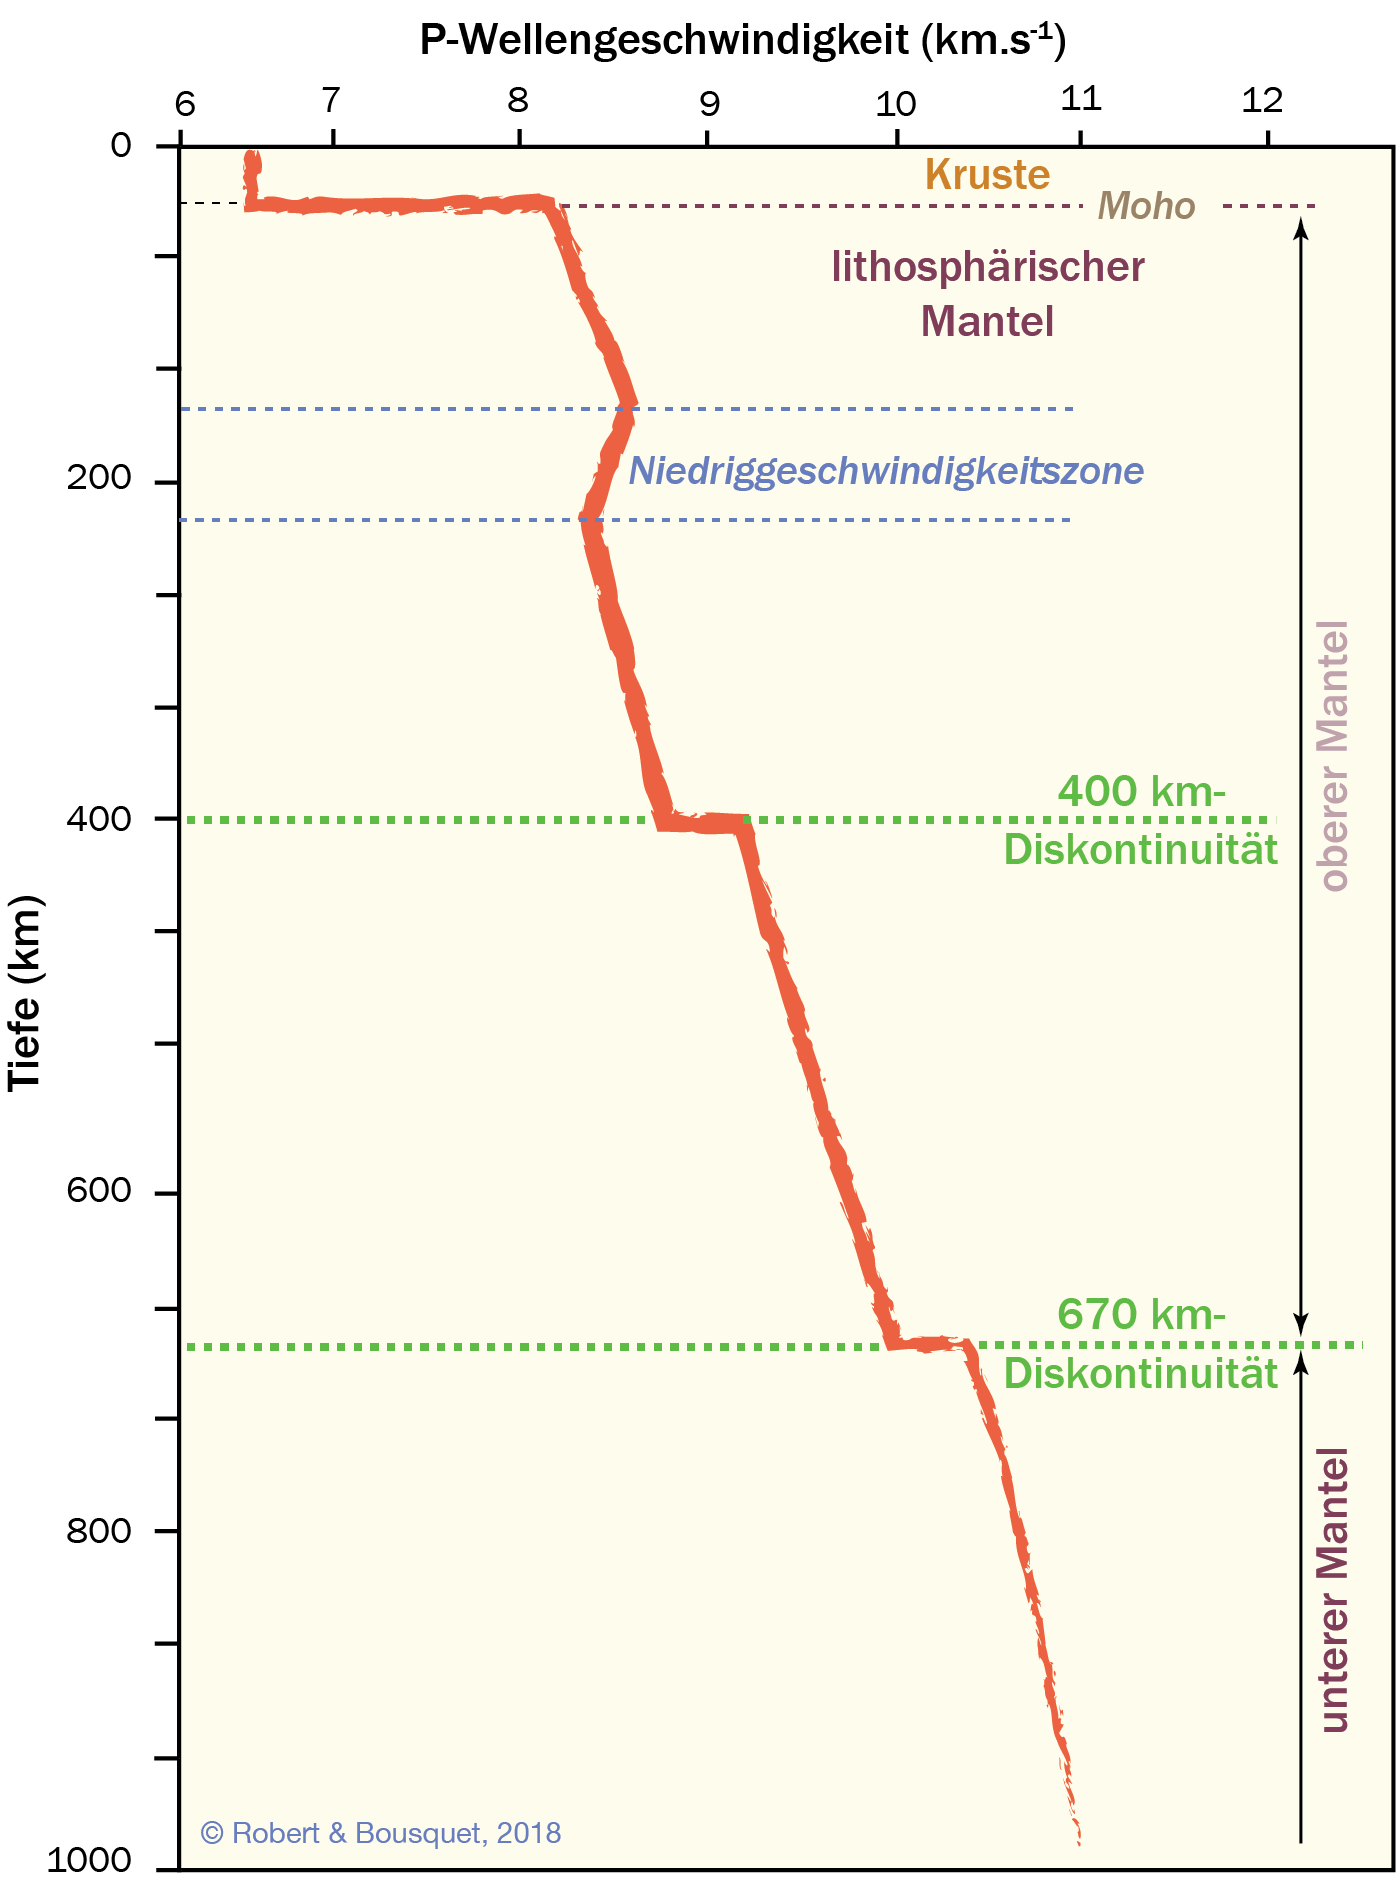 P-Wellengeschwindigkeit (km.s-1)
6 7 8 9 10 11 12
0
Kruste
Moho
lithosphärischer
Mantel
200
Niedriggeschwindigkeitszone
oberer Mantel
400
400 km-
Diskontinuität
Tiefe (km)
600
670 km-
Diskontinuität
unterer Mantel
800
© Robert & Bousquet, 2018
1000